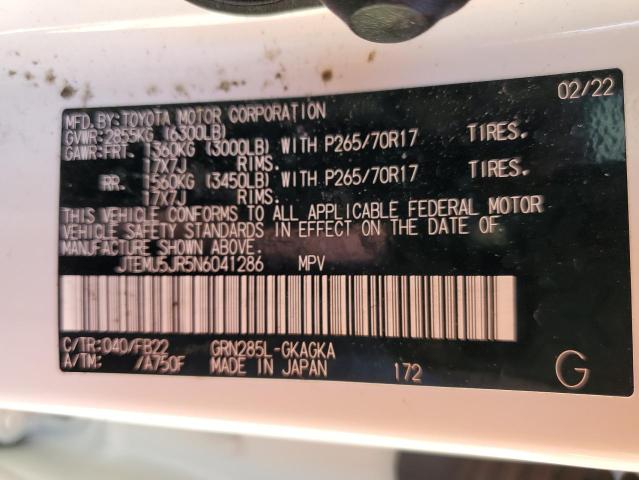 02/22
MFD.BY:TOYOTA MOTOR CORPORATION
GVWR:2855KG (6300LB)
GAWR:FRT. 1360KG (3000LB) WITH P265/70R17 TIRES.
17X7J RIMS.
RR. 1560KG (3450LB) WITH P265/70R17 TIRES.
17X7J RIMS.
THIS VEHICLE CONFORMS TO ALL APPLICABLE FEDERAL MOTOR
VEHICLE SAFETY STANDARDS IN EFFECT ON THE DATE OF
MANUFACTURE SHOWN ABOVE.
JTEMU5JR5N6041286 MPV
C/TR:040/FB22 GRN285L-GKAGKA
A/TM: /A750F MADE IN JAPAN 172 G